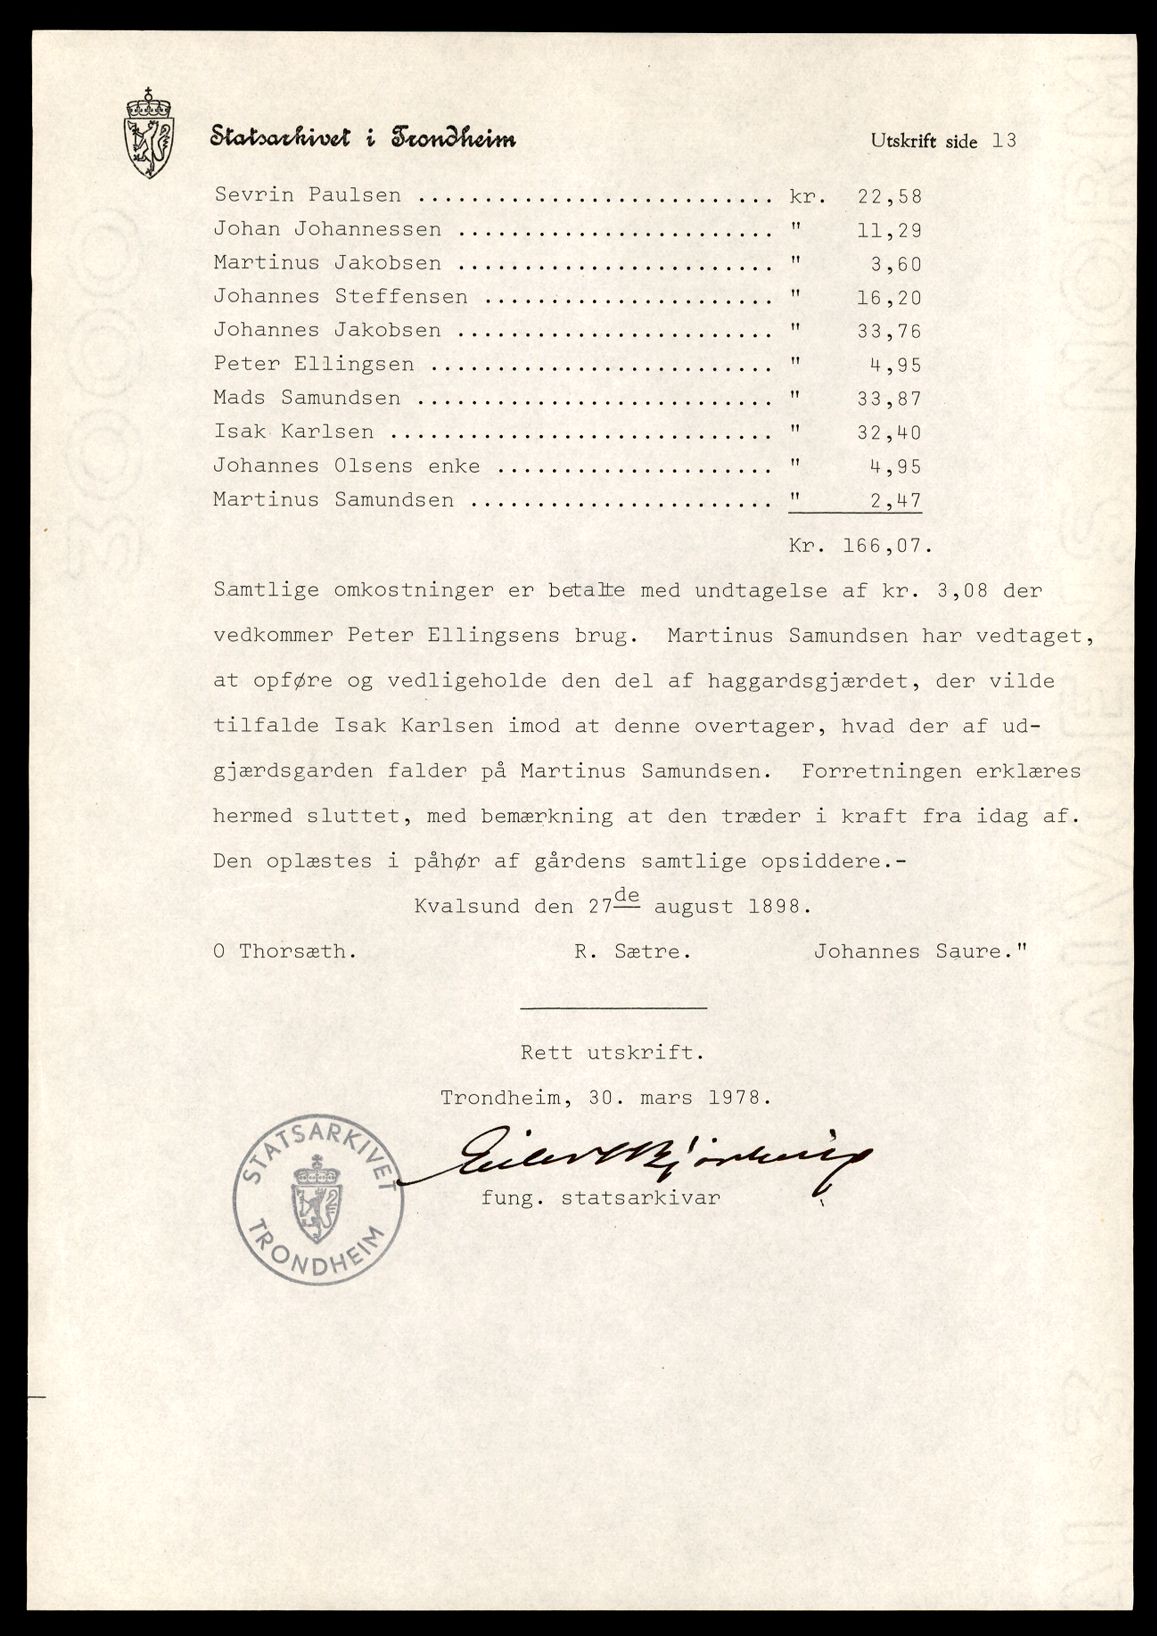 Statsarkivet i Trondheim Utskrift side 13
Sevrin Paulsen ........................... kr. 22,58
Johan Johannessen ........................ " 11,29
Martinus Jakobsen ........................ " 3,60
Johannes Steffensen ...................... " 16,20
Johannes Jakobsen ........................ " 33,76
Peter Ellingsen .......................... " 4,95
Mads Samundsen ........................... " 33,87
Isak Karlsen ............................. " 32,40
Johannes Olsens enke ..................... " 4,95
Martinus Samundsen ....................... " 2,47
Kr. 166,07.
Samtlige omkostninger er betalte med undtagelse af kr. 3,08 der
vedkommer Peter Ellingsens brug. Martinus Samundsen har vedtaget,
at opføre og vedligeholde den del af haggardsgjærdet, der vilde
tilfalde Isak Karlsen imod at denne overtager, hvad der af ud-
gjærdsgarden falder på Martinus Samundsen. Forretningen erklæres
hermed sluttet, med bemærkning at den træder i kraft fra idag af.
Den oplæstes i påhør af gårdens samtlige opsiddere.-
Kvalsund den 27de august 1898.
O Thorsæth. R. Sætre. Johannes Saure."
Rett utskrift.
Trondheim, 30. mars 1978.
fung. statsarkivar
STATSARKIVET
TRONDHEIM